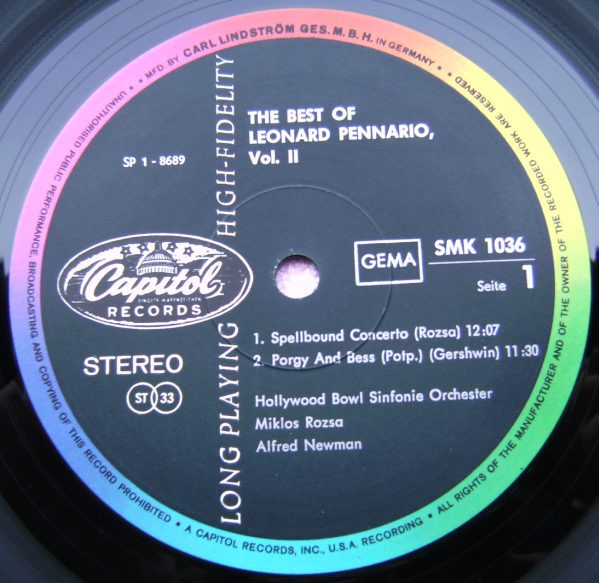 UNAUTHORISED PUBLIC PERFORMANCE, BROADCASTING AND COPYING OF THIS RECORD PROHIBITED • A CAPITOL RECORDS, INC., U.S.A. RECORDING • ALL RIGHTS OF THE MANUFACTURER AND OF THE OWNER OF THE RECORDED WORK ARE RESERVED
• MFD. BY CARL LINDSTRÖM GES. M. B. H. IN GERMANY •
THE BEST OF
LEONARD PENNARIO,
Vol. II
SP 1 - 8689
LONG PLAYING HIGH-FIDELITY
Capitol
RECORDS
GEMA
SMK 1036
Seite 1
STEREO
ST 33
1. Spellbound Concerto (Rozsa) 12:07
2. Porgy And Bess (Potp.) (Gershwin) 11:30
Hollywood Bowl Sinfonie Orchester
Miklos Rozsa
Alfred Newman